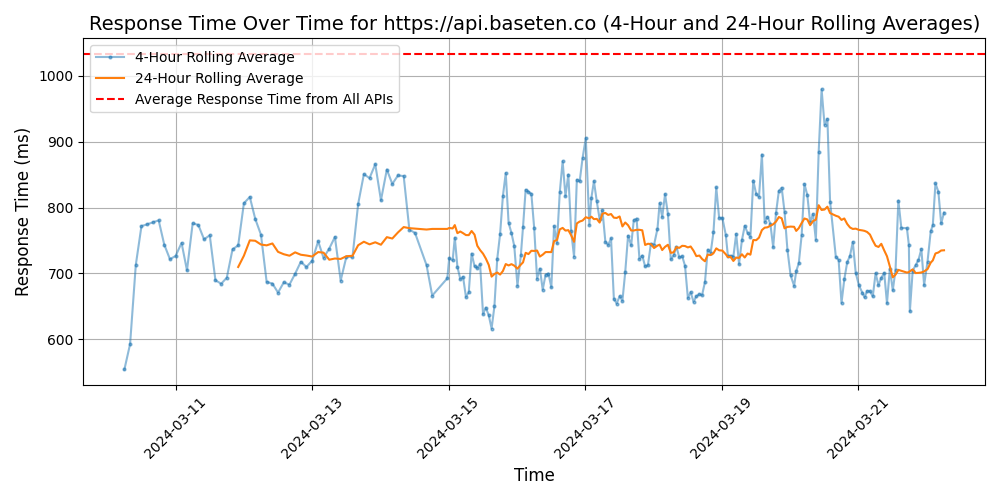 Response Time Over Time for https://api.baseten.co (4-Hour and 24-Hour Rolling Averages)
4-Hour Rolling Average
24-Hour Rolling Average
Average Response Time from All APIs
Response Time (ms)
1000
900
800
700
600
2024-03-11
2024-03-13
2024-03-15
2024-03-17
2024-03-19
2024-03-21
Time